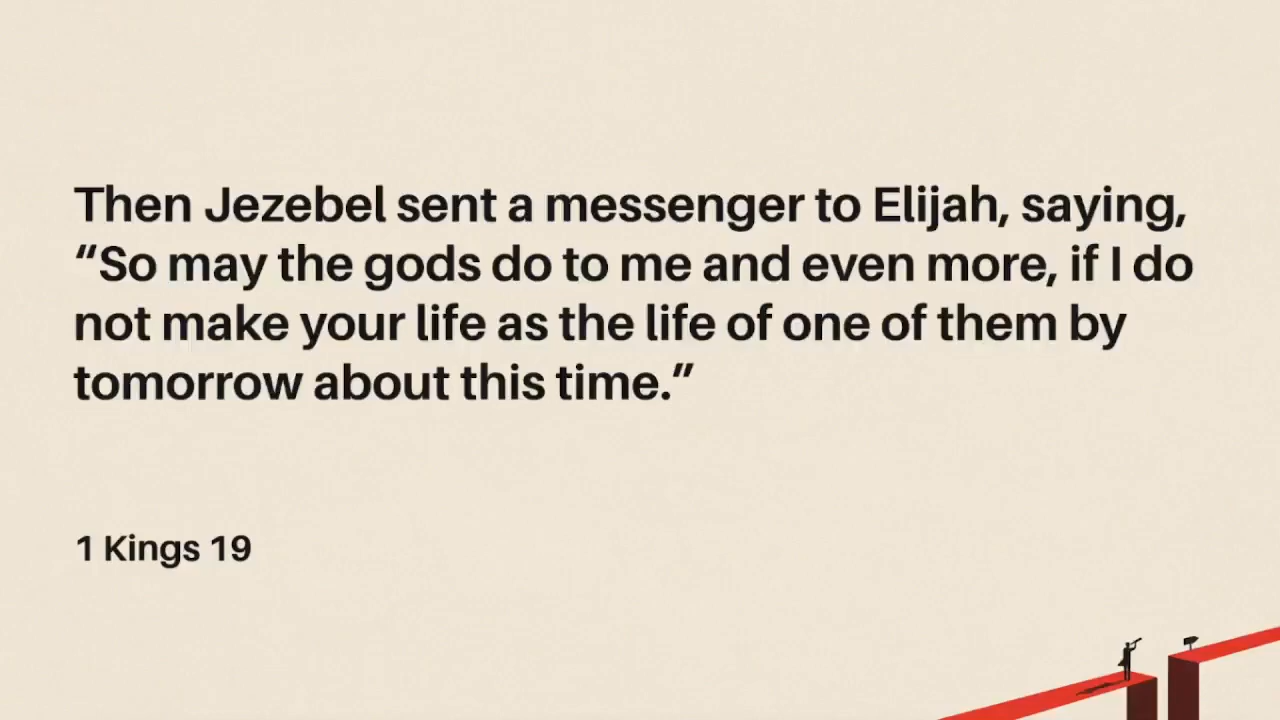 Then Jezebel sent a messenger to Elijah, saying,
“So may the gods do to me and even more, if I do
not make your life as the life of one of them by
tomorrow about this time.”
1 Kings 19